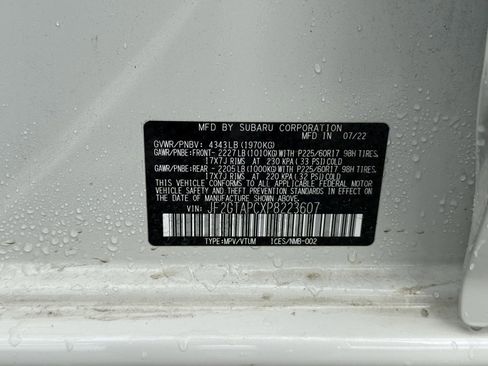 MFD BY SUBARU CORPORATION
MFD IN 07/22
GVWR/PNBV: 4343LB(1970KG)
GAWR/PNBE:FRONT- 2227LB(1010KG)WITH P225/60R17 98H TIRES,
17X7J RIMS AT 230 KPA(33 PSI)COLD
GAWR/PNBE:REAR - 2205LB(1000KG)WITH P225/60R17 98H TIRES,
17X7J RIMS AT 220 KPA(32 PSI)COLD
THIS VEHICLE CONFORMS TO ALL APPLICABLE FEDERAL MOTOR
VEHICLE SAFETY AND THEFT PREVENTION STANDARDS IN EFFECT ON
THE DATE OF MANUFACTURE SHOWN ABOVE.
VIN: JF2GTAPCXP8223607
TYPE:MPV/VTUM ICES/NMB-002